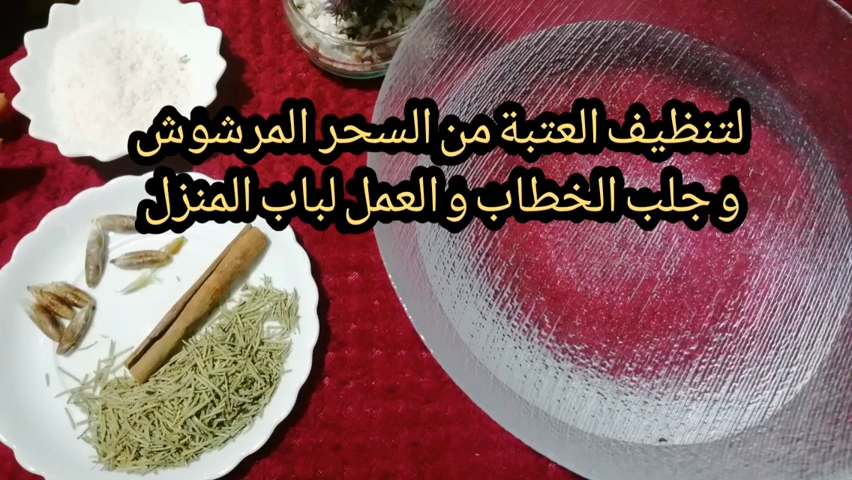 لتنظيف العتبة من السحر المرشوش
و جلب الخطاب و العمل لباب المنزل